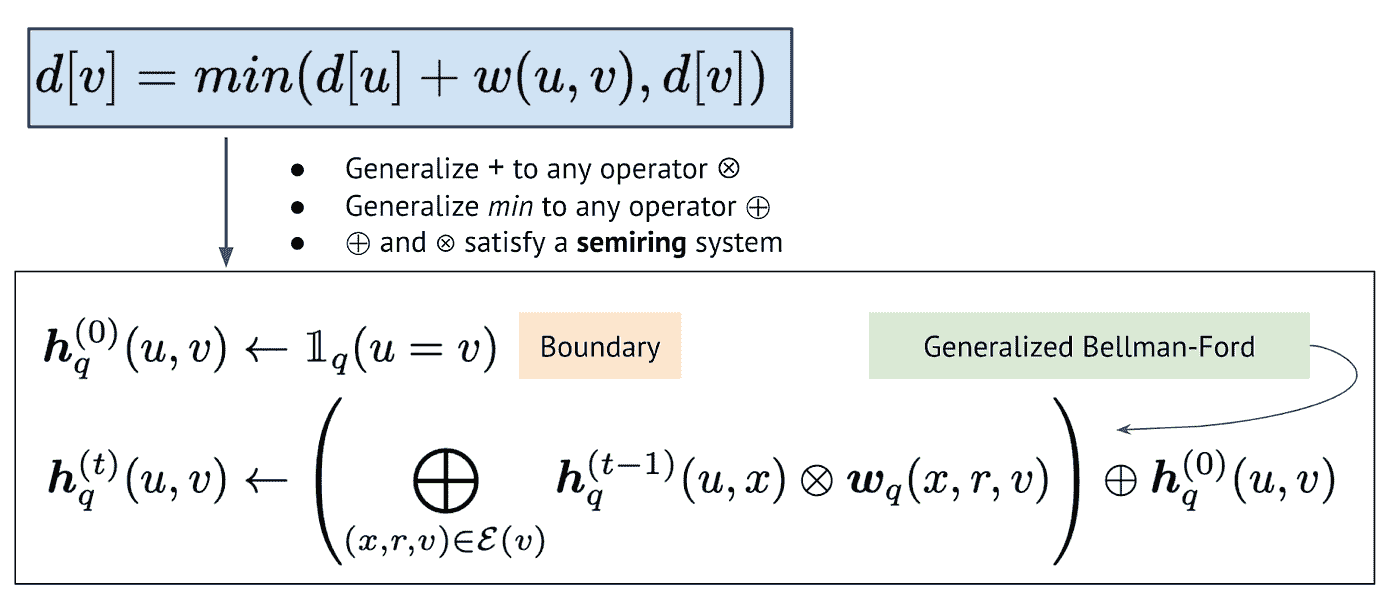 d[v] = min(d[u] + w(u, v), d[v])
● Generalize + to any operator ⊗
● Generalize min to any operator ⊕
● ⊕ and ⊗ satisfy a semiring system
h_q^{(0)}(u, v) ← 𝟙_q(u = v) Boundary Generalized Bellman-Ford
h_q^{(t)}(u, v) ← ( ⨁_{(x,r,v)∈ℰ(v)} h_q^{(t−1)}(u, x) ⊗ w_q(x, r, v) ) ⊕ h_q^{(0)}(u, v)